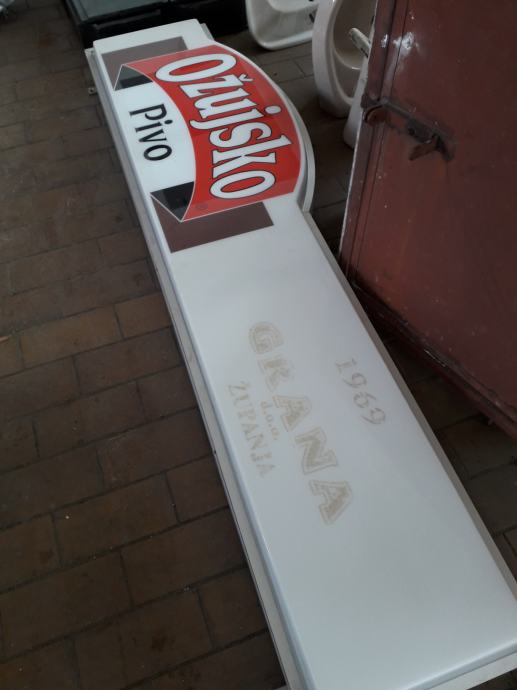 Ožujsko
Pivo
1969
GRANA
d.o.o.
ŽUPANJA